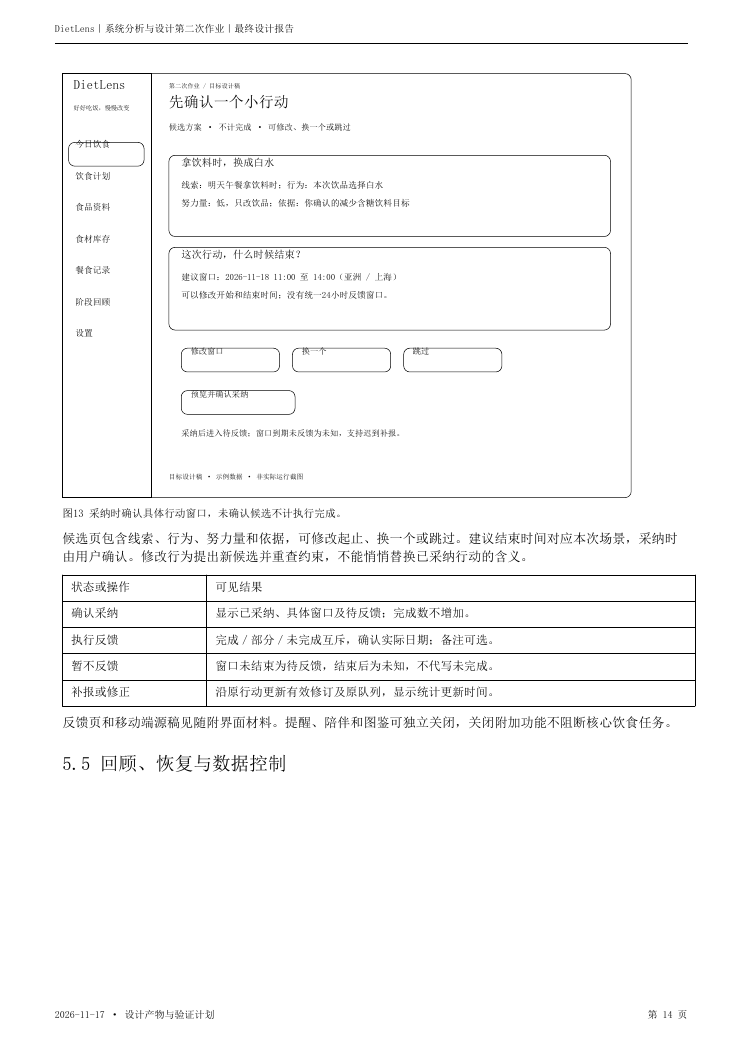 DietLens｜系统分析与设计第二次作业｜最终设计报告
DietLens
好好吃饭，慢慢改变
今日饮食
饮食计划
食品资料
食材库存
餐食记录
阶段回顾
设置
第二次作业 / 目标设计稿
先确认一个小行动
候选方案 • 不计完成 • 可修改、换一个或跳过
拿饮料时，换成白水
线索：明天午餐拿饮料时；行为：本次饮品选择白水
努力量：低，只改饮品；依据：你确认的减少含糖饮料目标
这次行动，什么时候结束？
建议窗口：2026-11-18 11:00 至 14:00（亚洲 / 上海）
可以修改开始和结束时间；没有统一24小时反馈窗口。
修改窗口
换一个
跳过
预览并确认采纳
采纳后进入待反馈；窗口到期未反馈为未知，支持迟到补报。
目标设计稿 • 示例数据 • 非实际运行截图
图13 采纳时确认具体行动窗口，未确认候选不计执行完成。
候选页包含线索、行为、努力量和依据，可修改起止、换一个或跳过。建议结束时间对应本次场景，采纳时
由用户确认。修改行为提出新候选并重查约束，不能悄悄替换已采纳行动的含义。
状态或操作 可见结果
确认采纳 显示已采纳、具体窗口及待反馈；完成数不增加。
执行反馈 完成 / 部分 / 未完成互斥，确认实际日期；备注可选。
暂不反馈 窗口未结束为待反馈，结束后为未知，不代写未完成。
补报或修正 沿原行动更新有效修订及原队列，显示统计更新时间。
反馈页和移动端源稿见随附界面材料。提醒、陪伴和图鉴可独立关闭，关闭附加功能不阻断核心饮食任务。
5.5 回顾、恢复与数据控制
2026-11-17 • 设计产物与验证计划
第 14 页